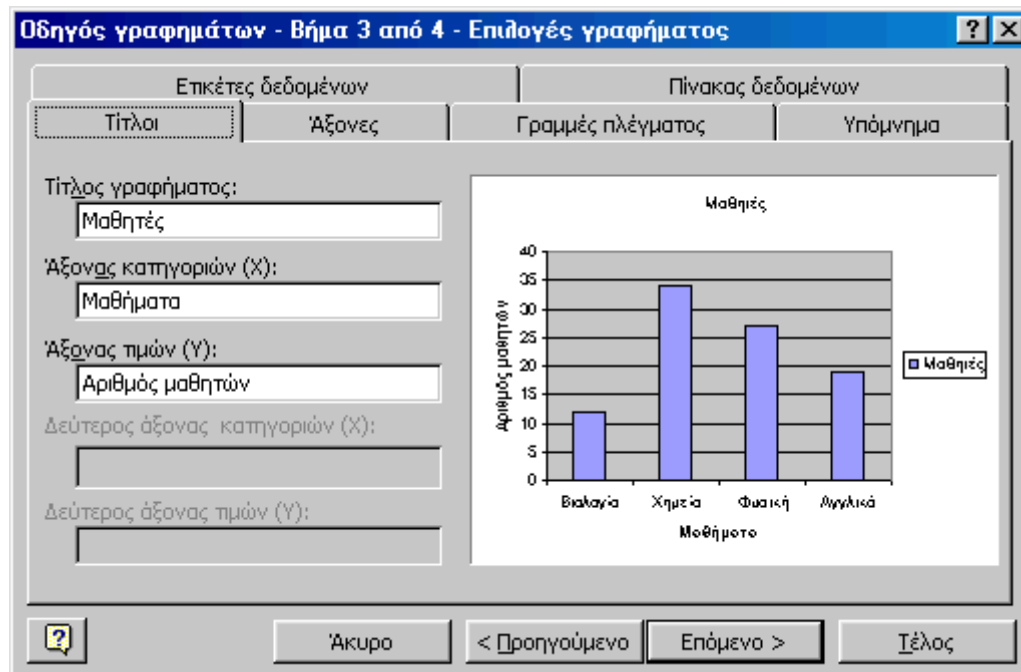 Οδηγός γραφημάτων - Βήμα 3 από 4 - Επιλογές γραφήματος
Ετικέτες δεδομένων Πίνακας δεδομένων
Τίτλοι Άξονες Γραμμές πλέγματος Υπόμνημα
Τίτλος γραφήματος:
Μαθητές
Άξονας κατηγοριών (X):
Μαθήματα
Άξονας τιμών (Y):
Αριθμός μαθητών
Δεύτερος άξονας κατηγοριών (X):
Δεύτερος άξονας τιμών (Y):
Μαθητές
Αριθμός μαθητών
40
35
30
25
20
15
10
5
0
Βιολογία Χημεία Φυσική Αγγλικά
Μαθήματα
Μαθητές
Άκυρο < Προηγούμενο Επόμενο > Τέλος